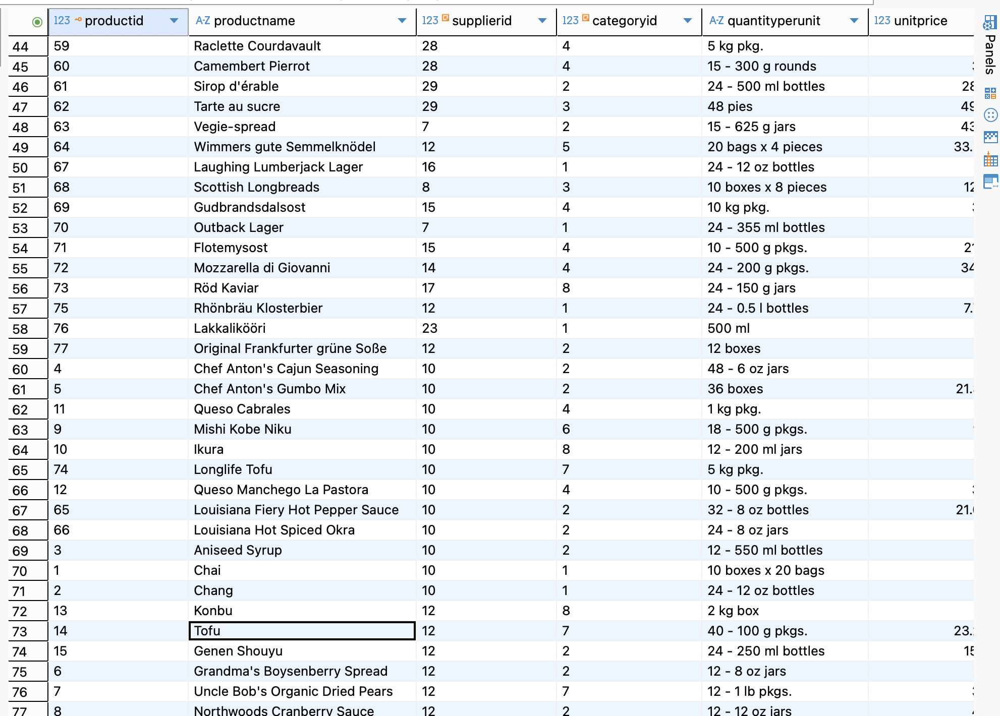 123 productid A-Z productname 123 supplierid 123 categoryid A-Z quantityperunit 123 unitprice
Panels
44 59 Raclette Courdavault 28 4 5 kg pkg.
45 60 Camembert Pierrot 28 4 15 - 300 g rounds
46 61 Sirop d'érable 29 2 24 - 500 ml bottles 28
47 62 Tarte au sucre 29 3 48 pies 49
48 63 Vegie-spread 7 2 15 - 625 g jars 43
49 64 Wimmers gute Semmelknödel 12 5 20 bags x 4 pieces 33.
50 67 Laughing Lumberjack Lager 16 1 24 - 12 oz bottles
51 68 Scottish Longbreads 8 3 10 boxes x 8 pieces 12
52 69 Gudbrandsdalsost 15 4 10 kg pkg.
53 70 Outback Lager 7 1 24 - 355 ml bottles
54 71 Flotemysost 15 4 10 - 500 g pkgs. 21
55 72 Mozzarella di Giovanni 14 4 24 - 200 g pkgs. 34
56 73 Röd Kaviar 17 8 24 - 150 g jars
57 75 Rhönbräu Klosterbier 12 1 24 - 0.5 l bottles 7.
58 76 Lakkalikööri 23 1 500 ml
59 77 Original Frankfurter grüne Soße 12 2 12 boxes
60 4 Chef Anton's Cajun Seasoning 10 2 48 - 6 oz jars
61 5 Chef Anton's Gumbo Mix 10 2 36 boxes 21.
62 11 Queso Cabrales 10 4 1 kg pkg.
63 9 Mishi Kobe Niku 10 6 18 - 500 g pkgs.
64 10 Ikura 10 8 12 - 200 ml jars
65 74 Longlife Tofu 10 7 5 kg pkg.
66 12 Queso Manchego La Pastora 10 4 10 - 500 g pkgs.
67 65 Louisiana Fiery Hot Pepper Sauce 10 2 32 - 8 oz bottles 21.
68 66 Louisiana Hot Spiced Okra 10 2 24 - 8 oz jars
69 3 Aniseed Syrup 10 2 12 - 550 ml bottles
70 1 Chai 10 1 10 boxes x 20 bags
71 2 Chang 10 1 24 - 12 oz bottles
72 13 Konbu 12 8 2 kg box
73 14 Tofu 12 7 40 - 100 g pkgs. 23.
74 15 Genen Shouyu 12 2 24 - 250 ml bottles 15
75 6 Grandma's Boysenberry Spread 12 2 12 - 8 oz jars
76 7 Uncle Bob's Organic Dried Pears 12 7 12 - 1 lb pkgs.
77 8 Northwoods Cranberry Sauce 12 2 12 - 12 oz jars